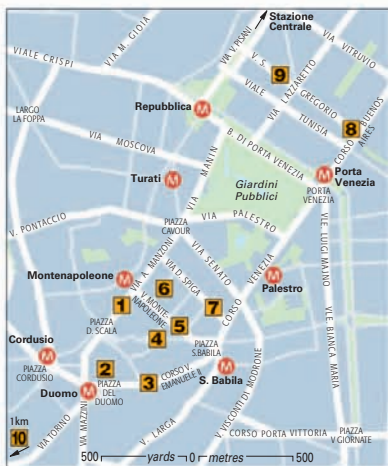 Stazione
Centrale
VIA M. GIOIA
VIA V. PISANI
VIA VITRUVIO
VIALE CRISPI
V. S.
GREGORIO
VIA LAZZARETTO
9
VIALE
TUNISIA
CORSO BUENOS
AIRES
8
LARGO
LA FOPPA
Repubblica
M
VIA MOSCOVA
B. DI PORTA VENEZIA
Turati
M
VIA MANIN
Giardini
Pubblici
M
Porta
Venezia
PORTA
VENEZIA
V. PONTACCIO
PIAZZA
CAVOUR
VIA PALESTRO
VLE LUIGI MAJNO
VIA A. MANZONI
VIA D. SPIGA
VIA SENATO
CORSO VENEZIA
Montenapoleone
M
M
Palestro
6
1
V. MONTE
NAPOLEONE
7
5
4
PIAZZA
D. SCALA
PIAZZA
S.BABILA
VLE BIANCA MARIA
Cordusio
M
PIAZZA
CORDUSIO
2
PIAZZA
DEL
DUOMO
3
CORSO V.
EMANUELE II
M
S. Babila
Duomo
M
V. VISCONTI DI MODRONE
1km
10
VIA TORINO
VIA MAZZINI
V. LARGA
CORSO PORTA VITTORIA
PIAZZA
V GIORNATE
500 yards 0 metres 500